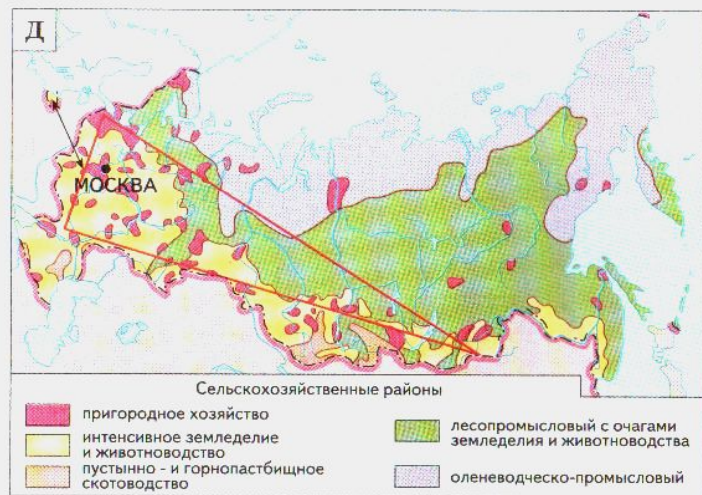 Д
МОСКВА
Сельскохозяйственные районы
пригородное хозяйство
интенсивное земледелие
и животноводство
пустынно - и горнопастбищное
скотоводство
лесопромысловый с очагами
земледелия и животноводства
оленеводческо-промысловый